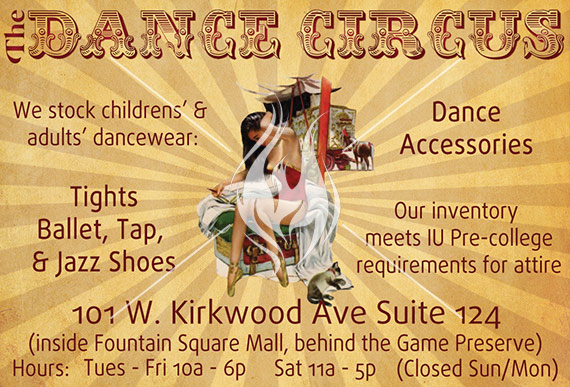 The DANCE CIRCUS
We stock childrens' &
adults' dancewear:
Dance
Accessories
Tights
Ballet, Tap,
& Jazz Shoes
Our inventory
meets IU Pre-college
requirements for attire
101 W. Kirkwood Ave Suite 124
(inside Fountain Square Mall, behind the Game Preserve)
Hours: Tues - Fri 10a - 6p Sat 11a - 5p (Closed Sun/Mon)